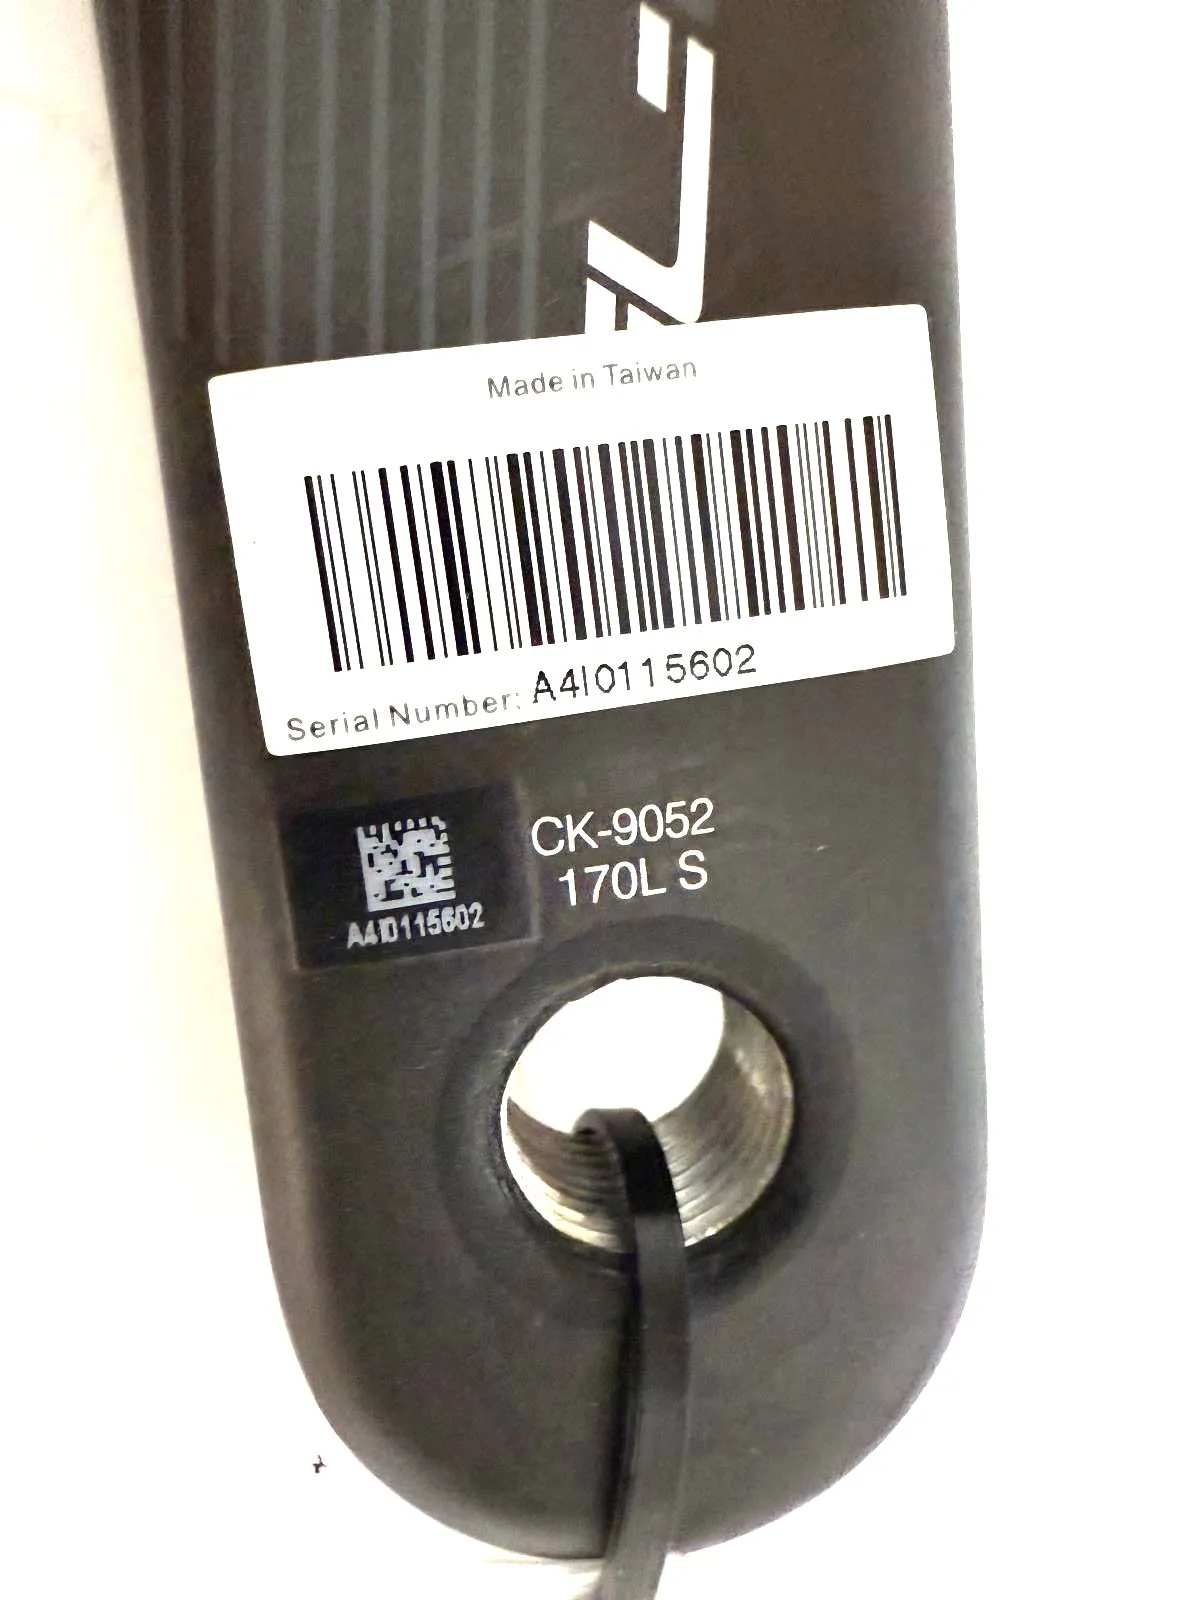 Made in Taiwan
Serial Number: A4I0115602
CK-9052
170L S
A4I0115602